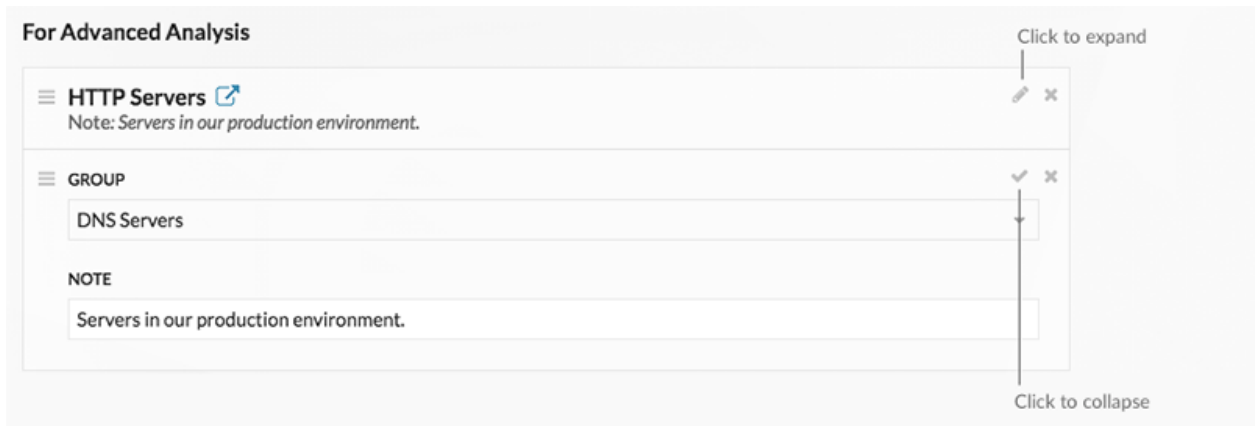 For Advanced Analysis
Click to expand
HTTP Servers
Note: Servers in our production environment.
GROUP
DNS Servers
NOTE
Servers in our production environment.
Click to collapse